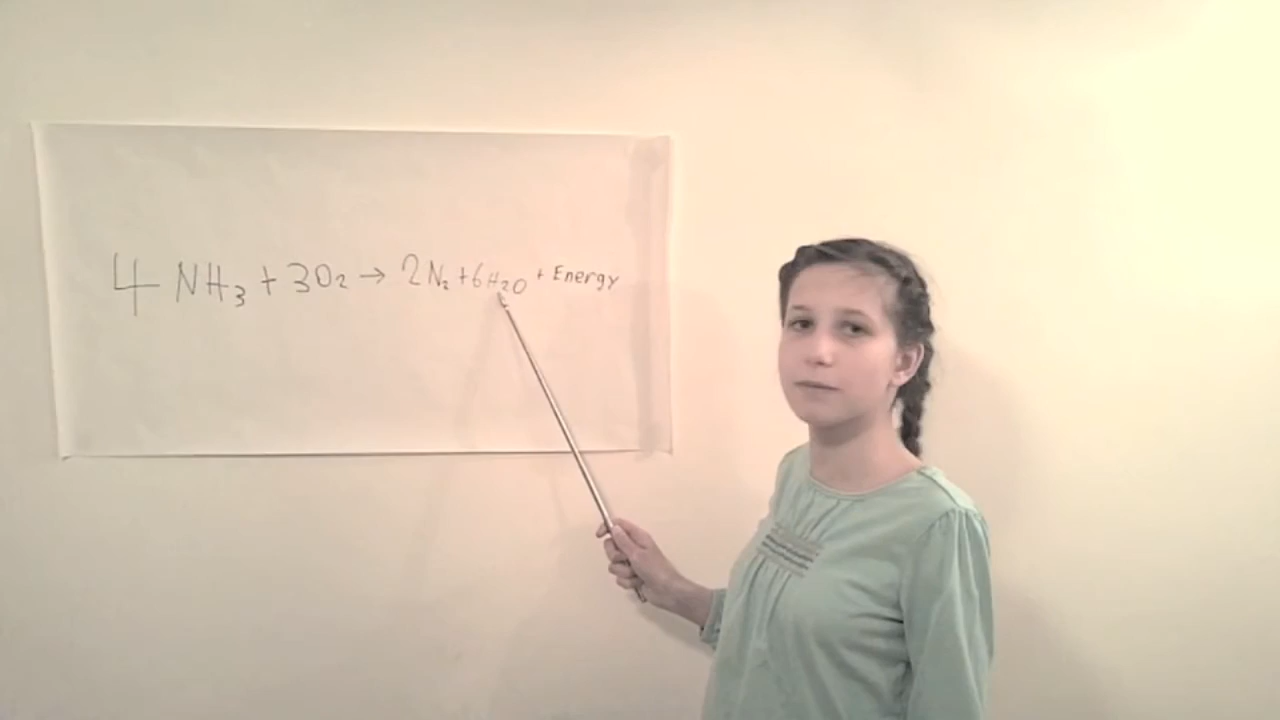 4 NH₃ + 3O₂ → 2N₂ + 6H₂O + Energy